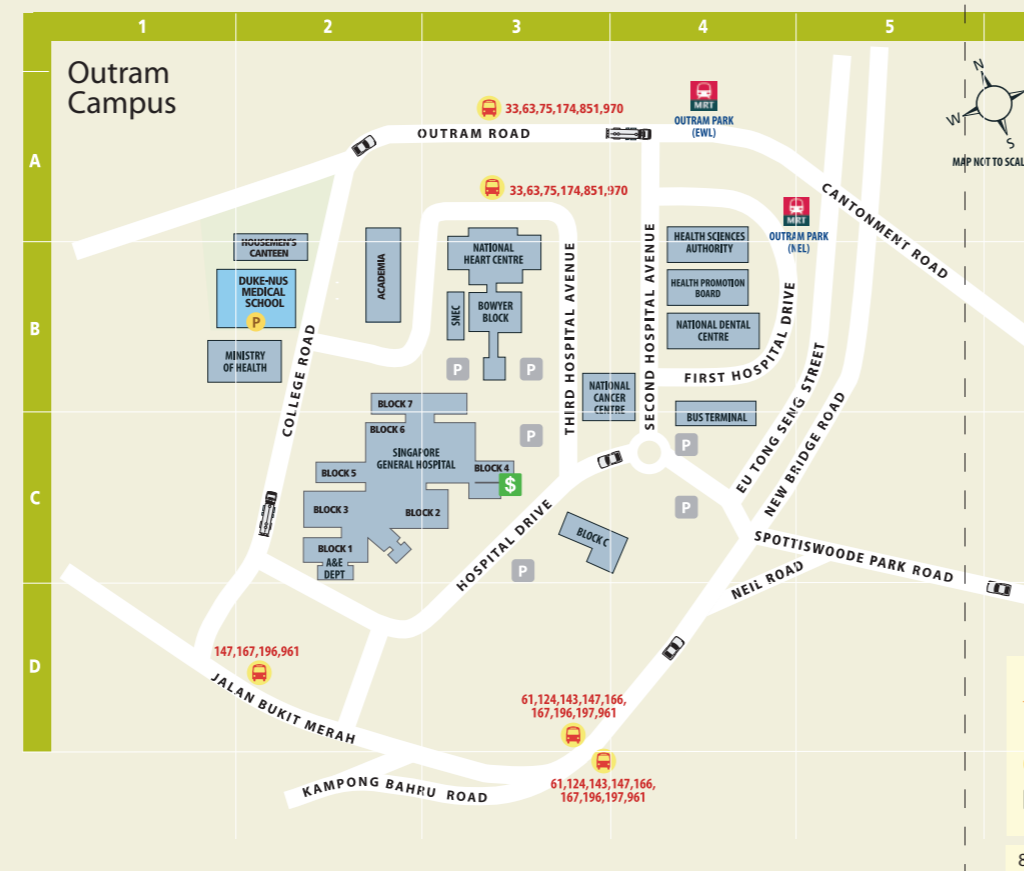 1
2
3
4
5
Outram
Campus
33,63,75,174,851,970
MRT
OUTRAM PARK
(EWL)
OUTRAM ROAD
N
W
S
MAP NOT TO SCAL
A
33,63,75,174,851,970
MRT
OUTRAM PARK
(NEL)
CANTONMENT ROAD
HOUSEMEN'S
CANTEEN
ACADEMIA
NATIONAL
HEART CENTRE
HEALTH SCIENCES
AUTHORITY
DUKE-NUS
MEDICAL
SCHOOL
P
SNEC
BOWYER
BLOCK
THIRD HOSPITAL AVENUE
SECOND HOSPITAL AVENUE
HEALTH PROMOTION
BOARD
B
NATIONAL DENTAL
CENTRE
FIRST HOSPITAL DRIVE
MINISTRY
OF HEALTH
COLLEGE ROAD
P
P
NATIONAL
CANCER
CENTRE
BUS TERMINAL
EU TONG SENG STREET
NEW BRIDGE ROAD
BLOCK 7
BLOCK 6
P
P
SINGAPORE
GENERAL HOSPITAL
BLOCK 5
BLOCK 4
$
C
BLOCK 3
BLOCK 2
P
HOSPITAL DRIVE
BLOCK C
BLOCK 1
A&E
DEPT
P
SPOTTISWOODE PARK ROAD
NEIL ROAD
D
147,167,196,961
JALAN BUKIT MERAH
61,124,143,147,166,
167,196,197,961
KAMPONG BAHRU ROAD
61,124,143,147,166,
167,196,197,961
8